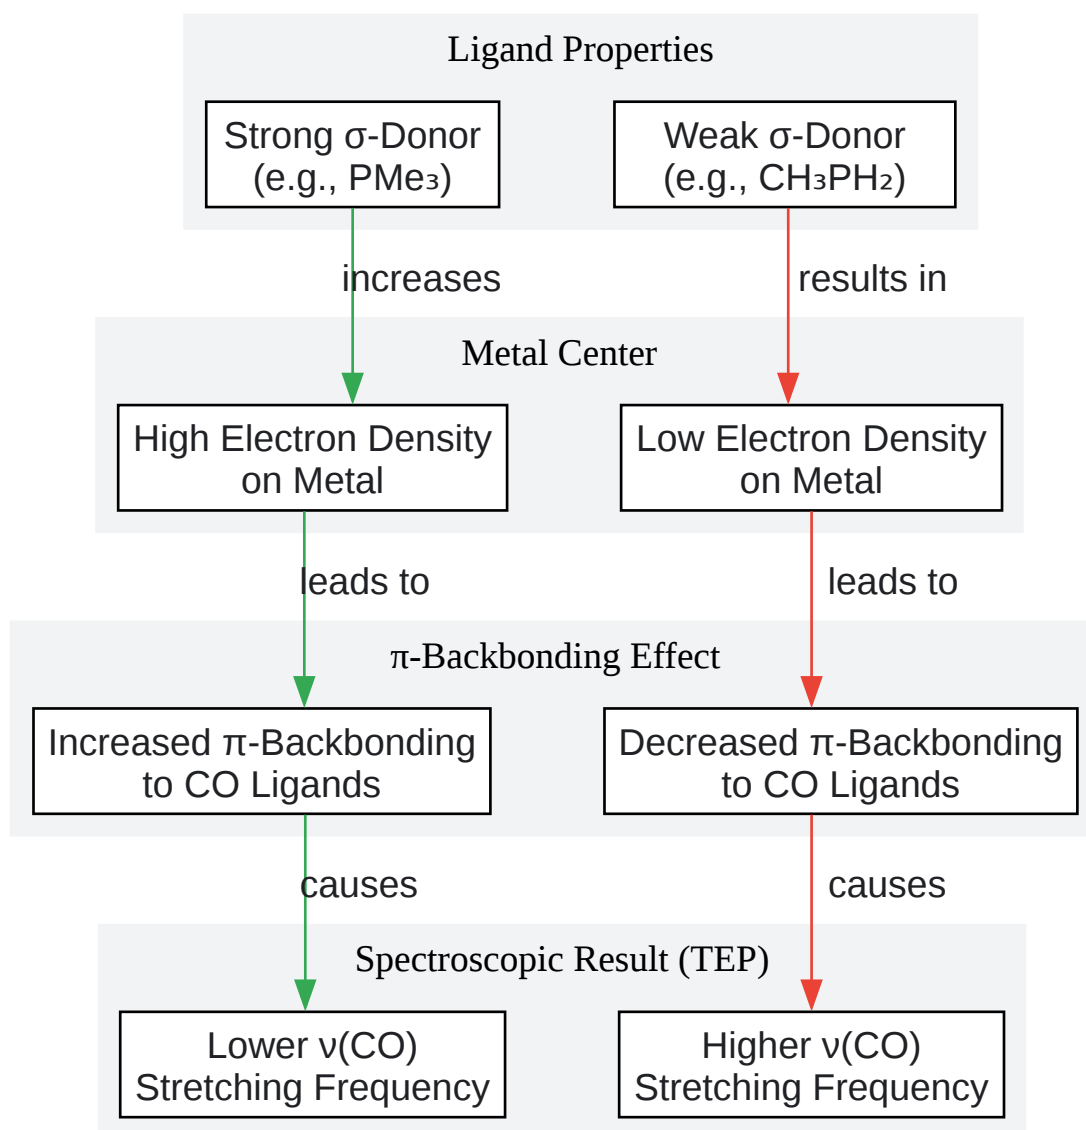 Ligand Properties
Strong σ-Donor
(e.g., PMe₃)
Weak σ-Donor
(e.g., CH₃PH₂)
increases
results in
Metal Center
High Electron Density
on Metal
Low Electron Density
on Metal
leads to
leads to
π-Backbonding Effect
Increased π-Backbonding
to CO Ligands
Decreased π-Backbonding
to CO Ligands
causes
causes
Spectroscopic Result (TEP)
Lower ν(CO)
Stretching Frequency
Higher ν(CO)
Stretching Frequency